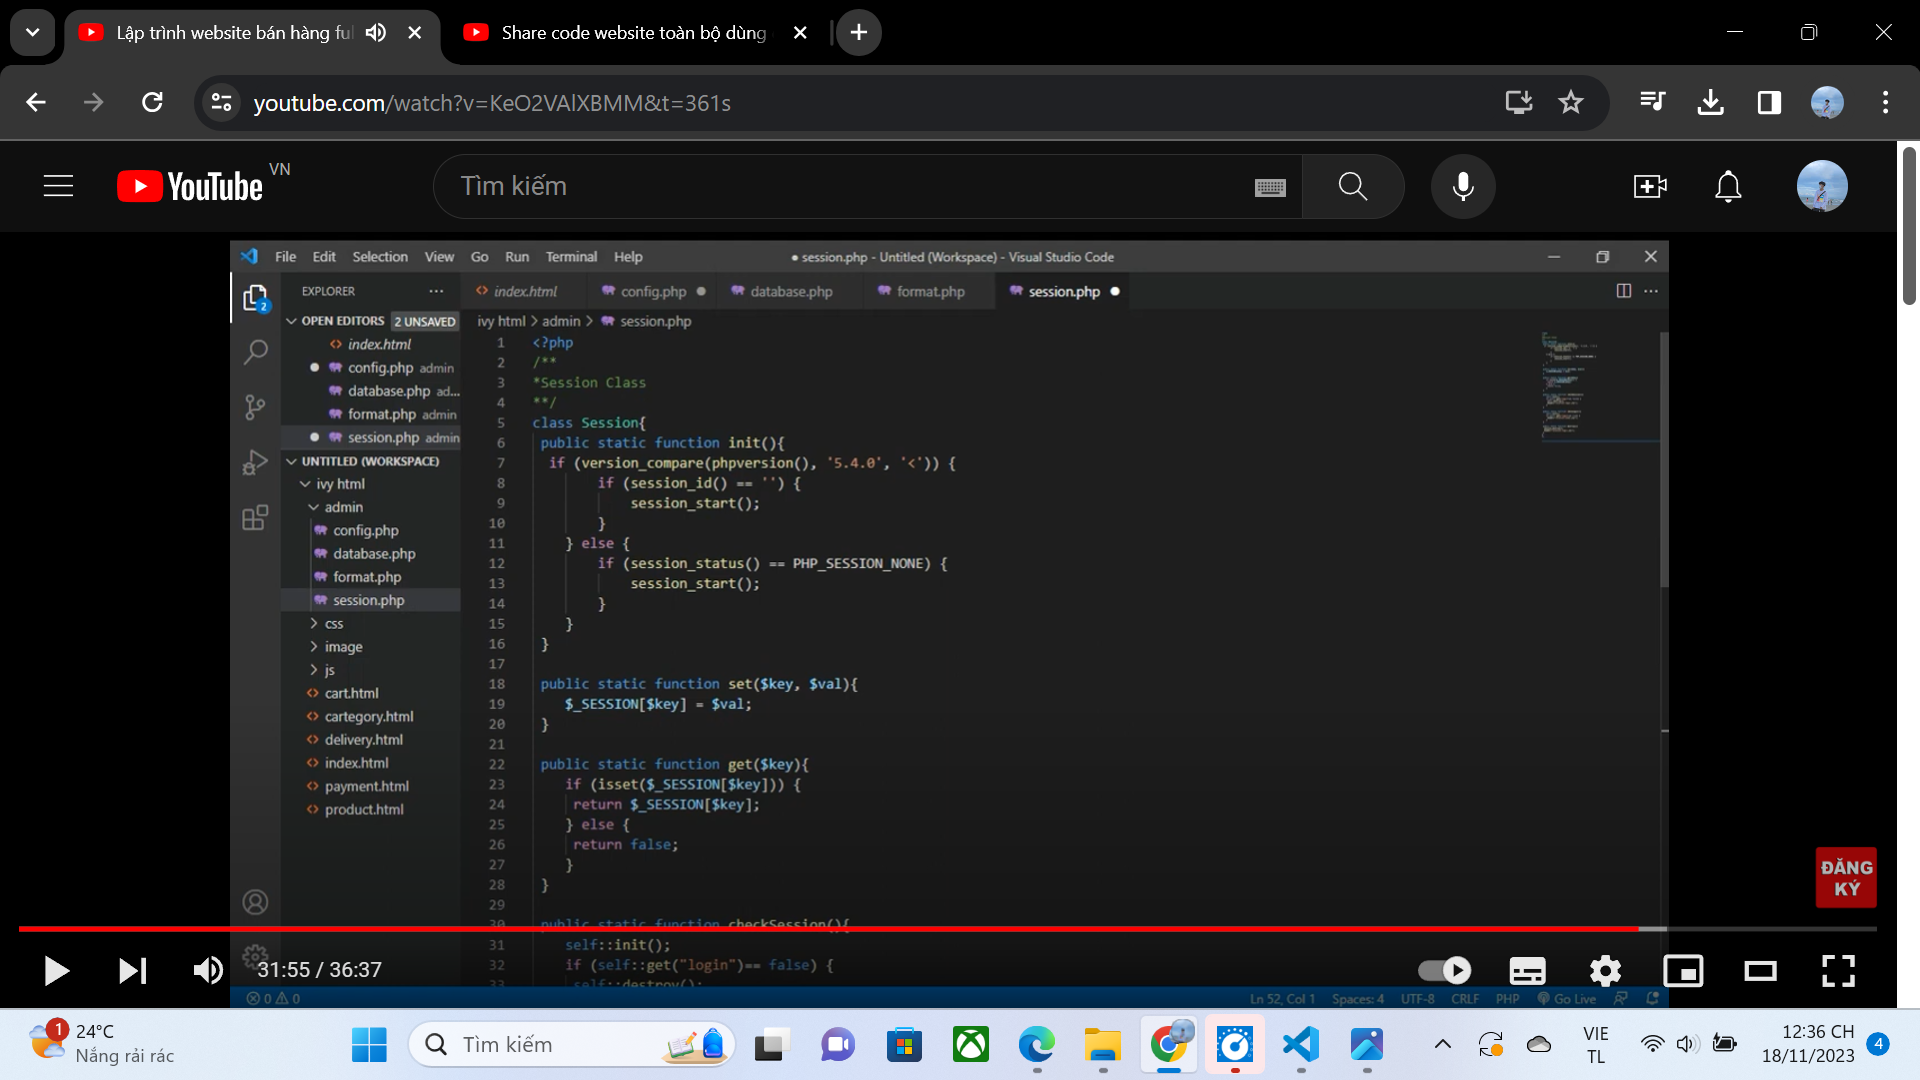 Lập trình website bán hàng ful
Share code website toàn bộ dùng
youtube.com/watch?v=KeO2VAlXBMM&t=361s
YouTube VN
Tìm kiếm
File Edit Selection View Go Run Terminal Help
● session.php - Untitled (Workspace) - Visual Studio Code
EXPLORER
index.html config.php database.php format.php session.php
OPEN EDITORS 2 UNSAVED
ivy html > admin > session.php
index.html
config.php admin
database.php ad...
format.php admin
session.php admin
UNTITLED (WORKSPACE)
ivy html
admin
config.php
database.php
format.php
session.php
css
image
js
cart.html
cartegory.html
delivery.html
index.html
payment.html
product.html
2
1 <?php
2 /**
3 *Session Class
4 **/
5 class Session{
6 public static function init(){
7 if (version_compare(phpversion(), '5.4.0', '<')) {
8 if (session_id() == '') {
9 session_start();
10 }
11 } else {
12 if (session_status() == PHP_SESSION_NONE) {
13 session_start();
14 }
15 }
16 }
17
18 public static function set($key, $val){
19 $_SESSION[$key] = $val;
20 }
21
22 public static function get($key){
23 if (isset($_SESSION[$key])) {
24 return $_SESSION[$key];
25 } else {
26 return false;
27 }
28 }
29
30 public static function checkSession(){
31 self::init();
32 if (self::get("login")== false) {
33 self::destroy();
ĐĂNG
KÝ
31:55 / 36:37
0 0
Ln 52, Col 1 Spaces: 4 UTF-8 CRLF PHP Go Live
1
24°C
Nắng rải rác
Tìm kiếm
VIE
TL
12:36 CH
18/11/2023
4